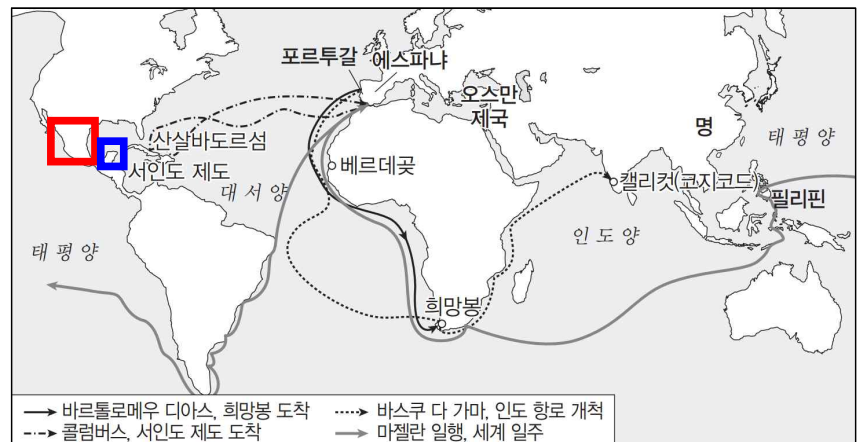 포르투갈 에스파냐
오스만
제국
명
태평양
산살바도르섬
서인도 제도
대서양
베르데곶
캘리컷(코지코드)
필리핀
태평양
인도양
희망봉
바르톨로메우 디아스, 희망봉 도착
바스쿠 다 가마, 인도 항로 개척
콜럼버스, 서인도 제도 도착
마젤란 일행, 세계 일주